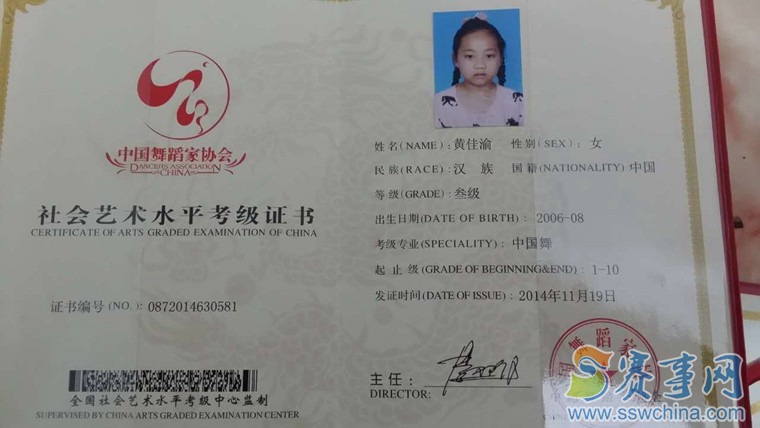 中国舞蹈家协会
DANCERS ASSOCIATION
CHINA
社会艺术水平考级证书
CERTIFICATE OF ARTS GRADED EXAMINATION OF CHINA
证书编号 (NO.): 0872014630581
全国社会艺术水平考级中心监制
SUPERVISED BY CHINA ARTS GRADED EXAMINATION CENTER
姓名(NAME): 黄佳渝 性别(SEX): 女
民族(RACE): 汉 族 国籍(NATIONALITY) 中国
等级(GRADE): 叁级
出生日期(DATE OF BIRTH): 2006-08
考级专业(SPECIALITY): 中国舞
起止级(GRADE OF BEGINNING&END): 1-10
发证时间(DATE OF ISSUE): 2014年11月19日
主任:
DIRECTOR:
舞蹈家
赛事网
www.sswchina.com